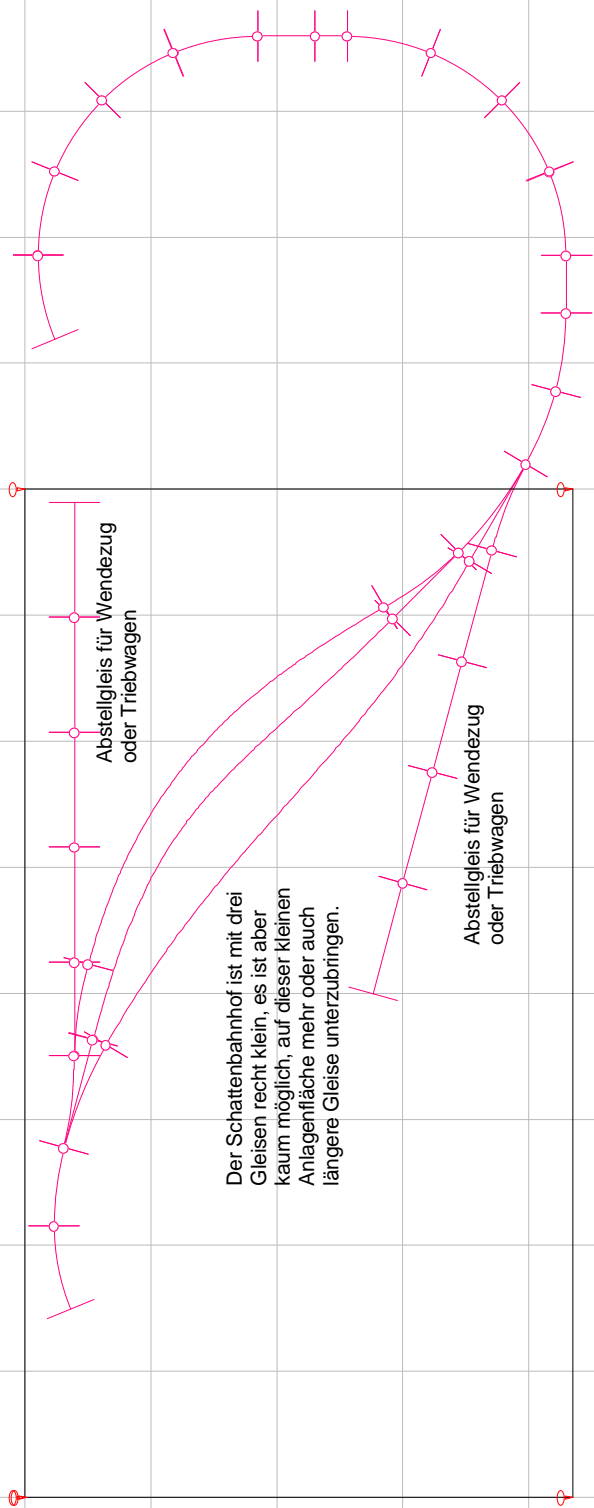 Abstellgleis für Wendezug
oder Triebwagen
Der Schattenbahnhof ist mit drei
Gleisen recht klein, es ist aber
kaum möglich, auf dieser kleinen
Anlagenfläche mehr oder auch
längere Gleise unterzubringen.
Abstellgleis für Wendezug
oder Triebwagen